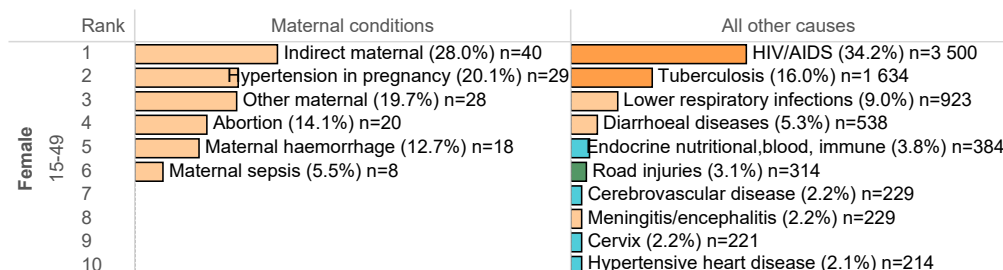 Rank Maternal conditions All other causes
1 Indirect maternal (28.0%) n=40 HIV/AIDS (34.2%) n=3 500
2 Hypertension in pregnancy (20.1%) n=29 Tuberculosis (16.0%) n=1 634
3 Other maternal (19.7%) n=28 Lower respiratory infections (9.0%) n=923
4 Abortion (14.1%) n=20 Diarrhoeal diseases (5.3%) n=538
5 Maternal haemorrhage (12.7%) n=18 Endocrine nutritional,blood, immune (3.8%) n=384
6 Maternal sepsis (5.5%) n=8 Road injuries (3.1%) n=314
7 Cerebrovascular disease (2.2%) n=229
8 Meningitis/encephalitis (2.2%) n=229
9 Cervix (2.2%) n=221
10 Hypertensive heart disease (2.1%) n=214
Female
15-49